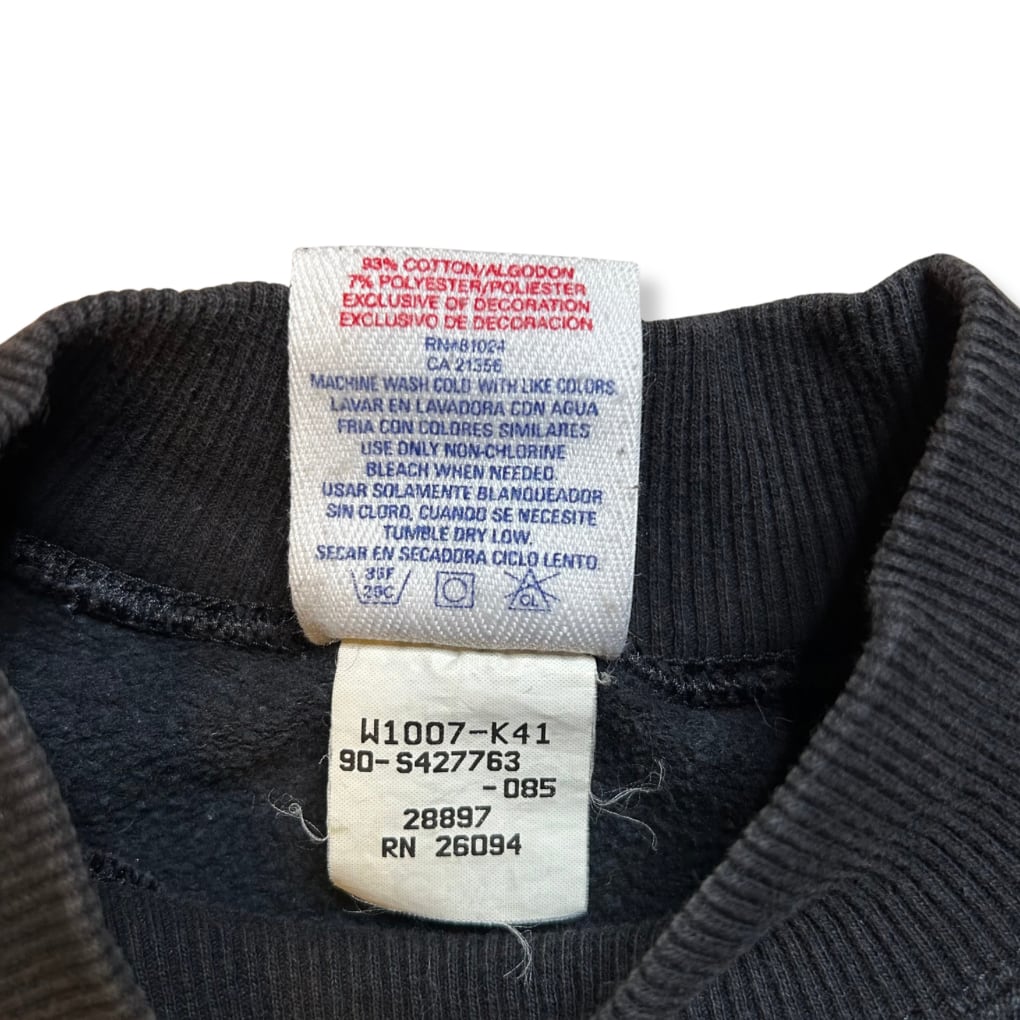 93% COTTON/ALGODON
7% POLYESTER/POLIESTER
EXCLUSIVE OF DECORATION
EXCLUSIVO DE DECORACION
RN#81024
CA 21356
MACHINE WASH COLD WITH LIKE COLORS.
LAVAR EN LAVADORA CON AGUA
FRIA CON COLORES SIMILARES
USE ONLY NON-CHLORINE
BLEACH WHEN NEEDED.
USAR SOLAMENTE BLANQUEADOR
SIN CLORO, CUANDO SE NECESITE
TUMBLE DRY LOW.
SECAR EN SECADORA CICLO LENTO.
CL
W1007-K41
90-S427763
-085
28897
RN 26094